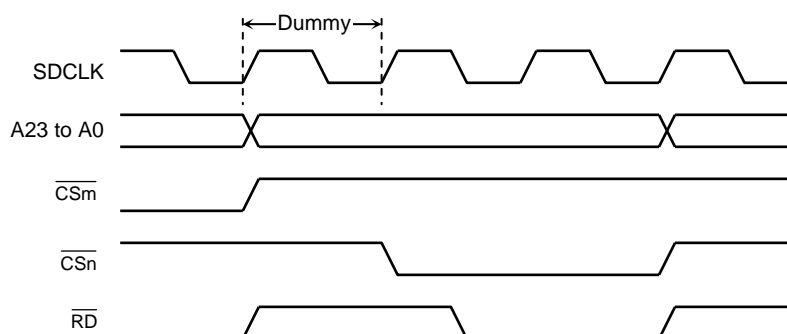 Dummy
SDCLK
A23 to A0
CSm
CSn
RD